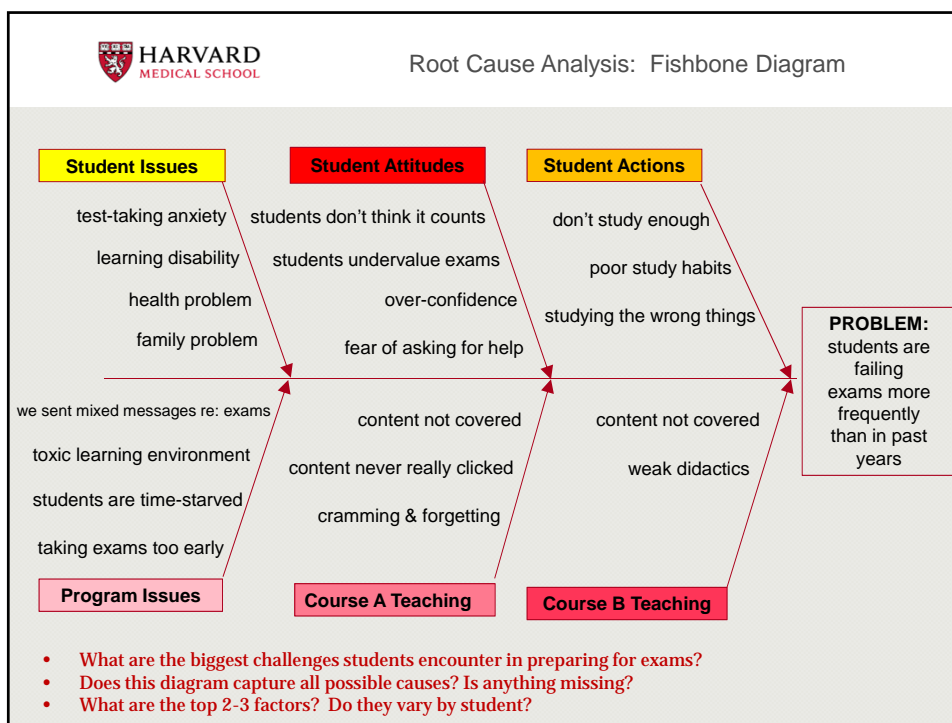 HARVARD
MEDICAL SCHOOL
Root Cause Analysis:  Fishbone Diagram
Student Issues
test-taking anxiety
learning disability
health problem
family problem
Student Attitudes
students don't think it counts
students undervalue exams
over-confidence
fear of asking for help
Student Actions
don't study enough
poor study habits
studying the wrong things
PROBLEM:
students are
failing
exams more
frequently
than in past
years
we sent mixed messages re: exams
toxic learning environment
students are time-starved
taking exams too early
Program Issues
content not covered
content never really clicked
cramming & forgetting
Course A Teaching
content not covered
weak didactics
Course B Teaching
• What are the biggest challenges students encounter in preparing for exams?
• Does this diagram capture all possible causes? Is anything missing?
• What are the top 2-3 factors?  Do they vary by student?